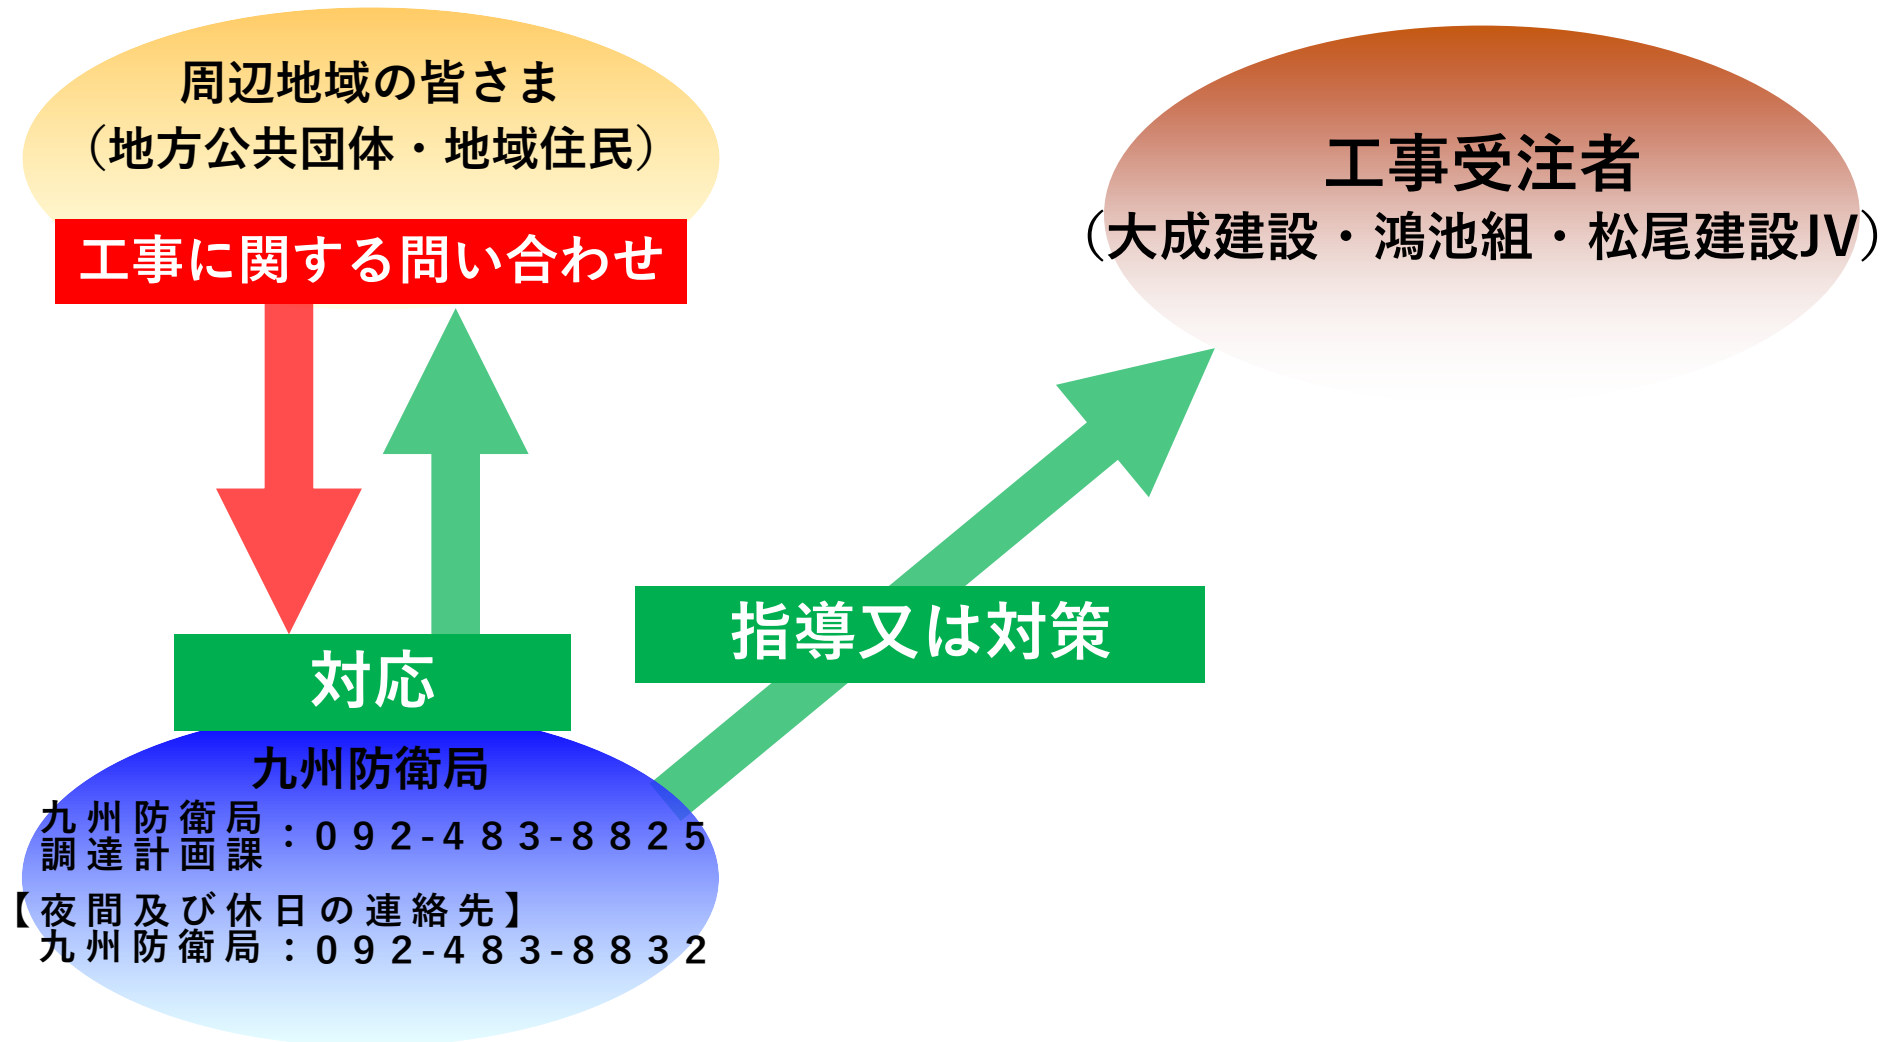 周辺地域の皆さま
（地方公共団体・地域住民）
工事に関する問い合わせ
工事受注者
（大成建設・鴻池組・松尾建設JV）
指導又は対策
対応
九州防衛局
九州防衛局
調達計画課
：０９２-４８３-８８２５
【夜間及び休日の連絡先】
九州防衛局：０９２-４８３-８８３２